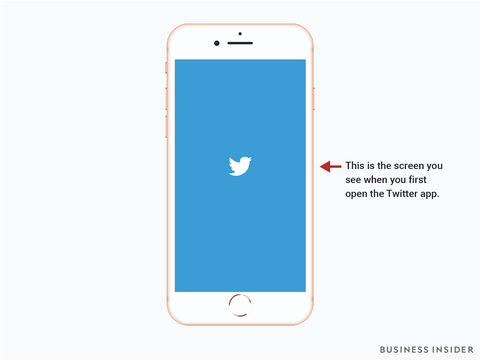 This is the screen you
see when you first
open the Twitter app.
BUSINESS INSIDER